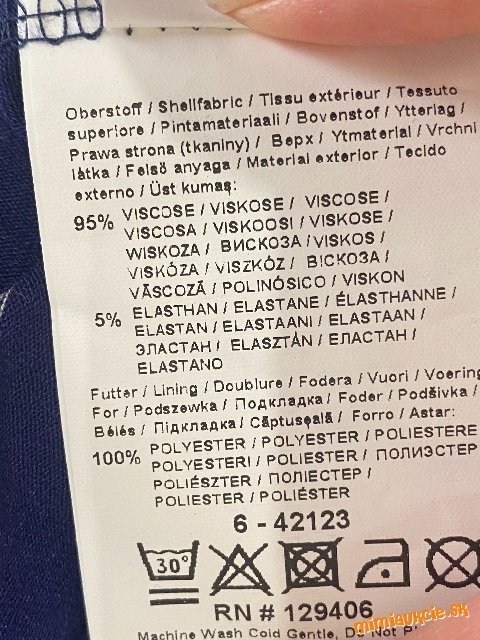 Oberstoff / Shellfabric / Tissu extérieur / Tessuto
superiore / Pintamateriaali / Bovenstof / Ytterlag /
Prawa strona (tkaniny) / Верх / Ytmaterial / Vrchni
látka / Felső anyaga / Material exterior / Tecido
externo / Üst kumaş:
95% VISCOSE / VISKOSE / VISCOSE /
VISCOSA / VISKOOSI / VISKOSE /
WISKOZA / ВИСКОЗА / VISKOS /
VISKÓZA / VISZKÓZ / ВІСКОЗА /
VÂSCOZĂ / POLINÓSICO / VISKON
5% ELASTHAN / ELASTANE / ÉLASTHANNE /
ELASTAN / ELASTAANI / ELASTAAN /
ЭЛАСТАН / ELASZTÁN / ЕЛАСТАН /
ELASTANO
Futter / Lining / Doublure / Fodera / Vuori / Voering
For / Podszewka / Подкладка / Foder / Podšívka /
Bélés / Підкладка / Căptuşeală / Forro / Astar:
100% POLYESTER / POLYESTER / POLIESTERE
POLYESTERI / POLIESTER / ПОЛИЭСТЕР
POLIÉSZTER / ПОЛІЕСТЕР /
POLIESTER / POLIÉSTER
6 - 42123
30°
RN # 129406
mimiaukcie.sk
Machine Wash Cold Gentle, Do Not